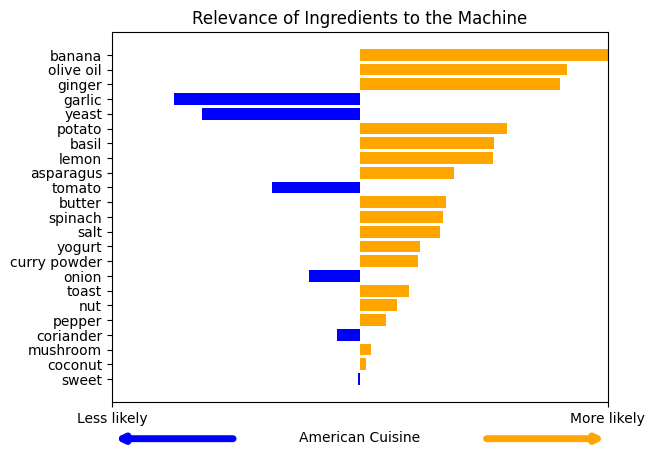 Relevance of Ingredients to the Machine
banana
olive oil
ginger
garlic
yeast
potato
basil
lemon
asparagus
tomato
butter
spinach
salt
yogurt
curry powder
onion
toast
nut
pepper
coriander
mushroom
coconut
sweet
Less likely More likely
American Cuisine